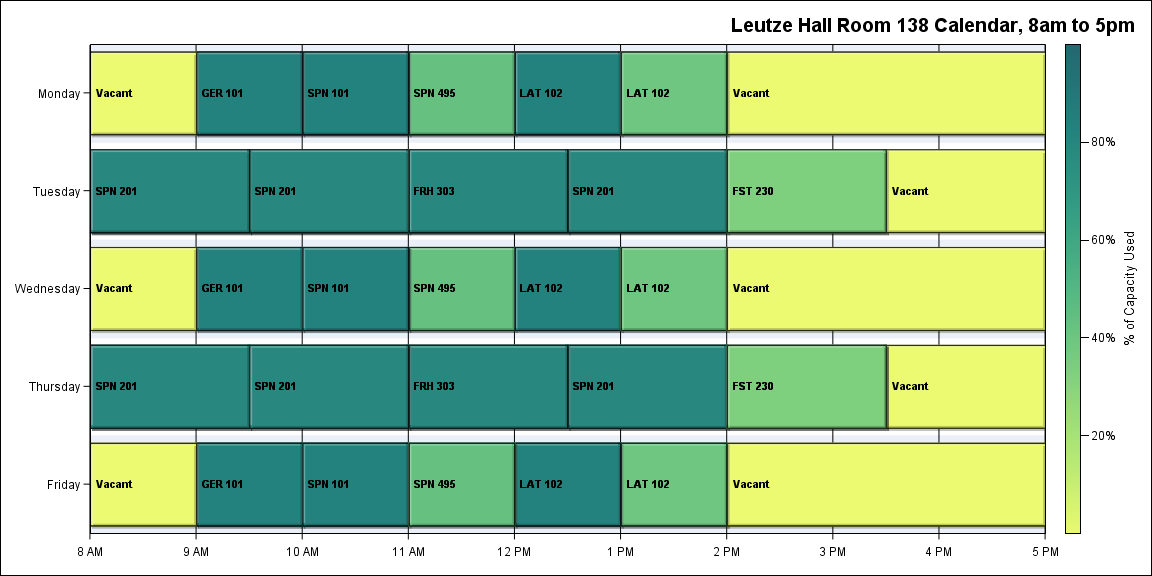 Leutze Hall Room 138 Calendar, 8am to 5pm
Monday
Vacant
GER 101
SPN 101
SPN 495
LAT 102
LAT 102
Vacant
Tuesday
SPN 201
SPN 201
FRH 303
SPN 201
FST 230
Vacant
Wednesday
Vacant
GER 101
SPN 101
SPN 495
LAT 102
LAT 102
Vacant
Thursday
SPN 201
SPN 201
FRH 303
SPN 201
FST 230
Vacant
Friday
Vacant
GER 101
SPN 101
SPN 495
LAT 102
LAT 102
Vacant
8 AM
9 AM
10 AM
11 AM
12 PM
1 PM
2 PM
3 PM
4 PM
5 PM
80%
60%
40%
20%
% of Capacity Used